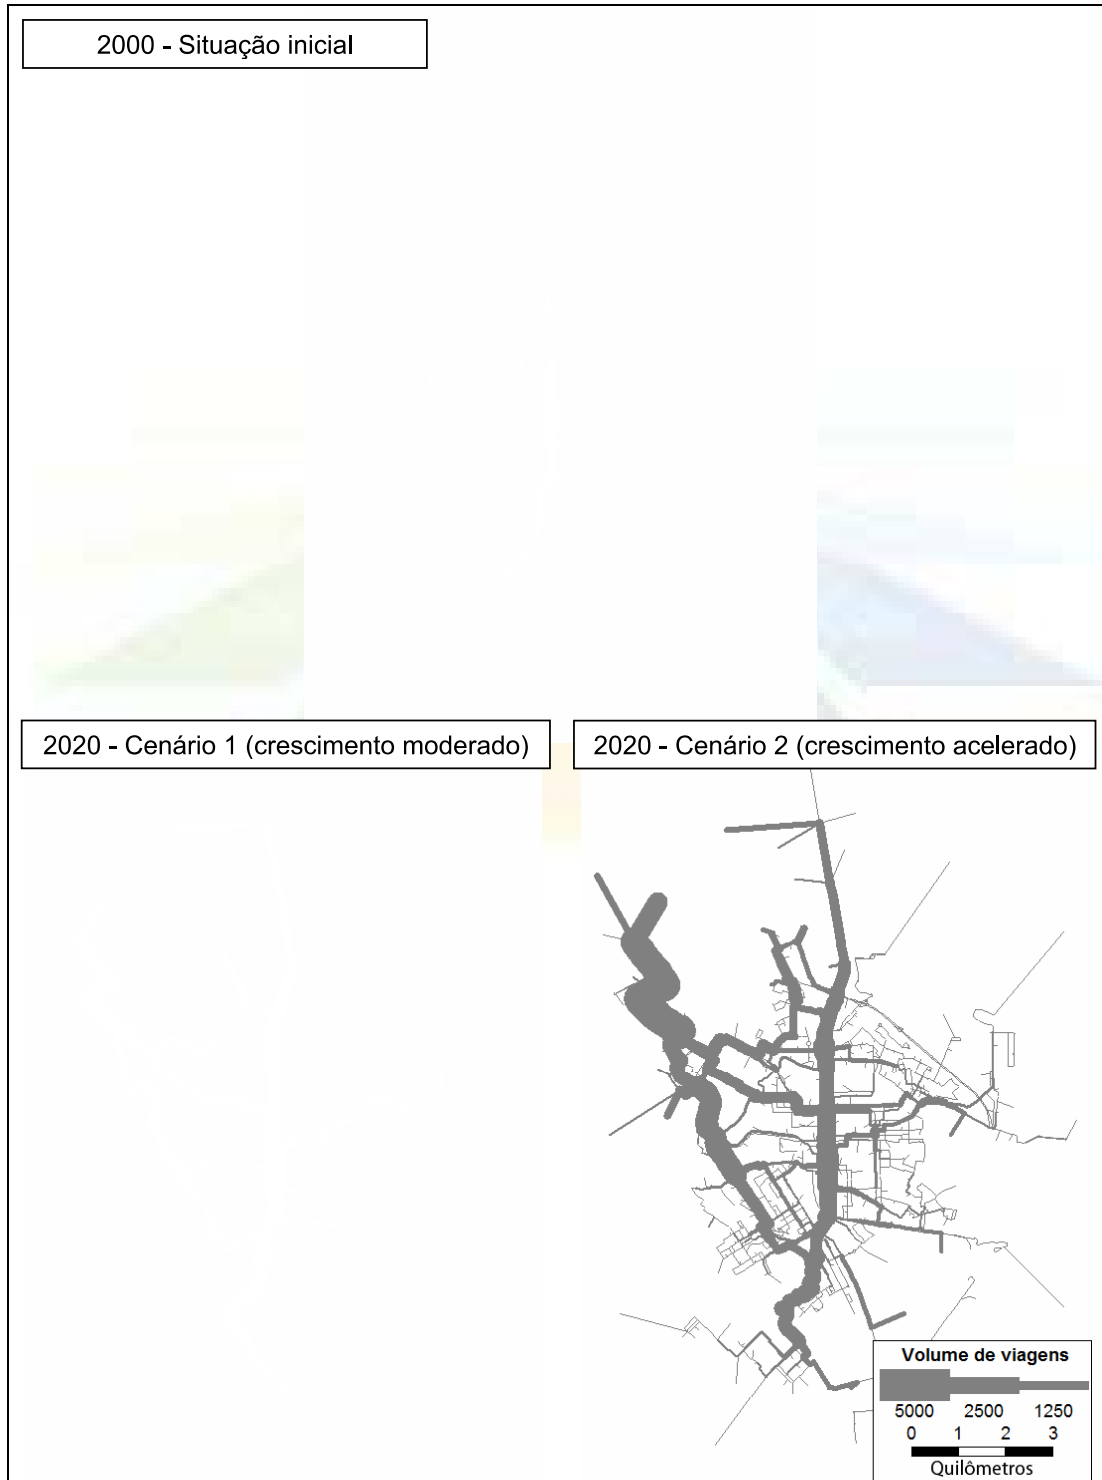 2000 - Situação inicial
2020 - Cenário 1 (crescimento moderado)
2020 - Cenário 2 (crescimento acelerado)
Volume de viagens
5000 2500 1250
0 1 2 3
Quilômetros